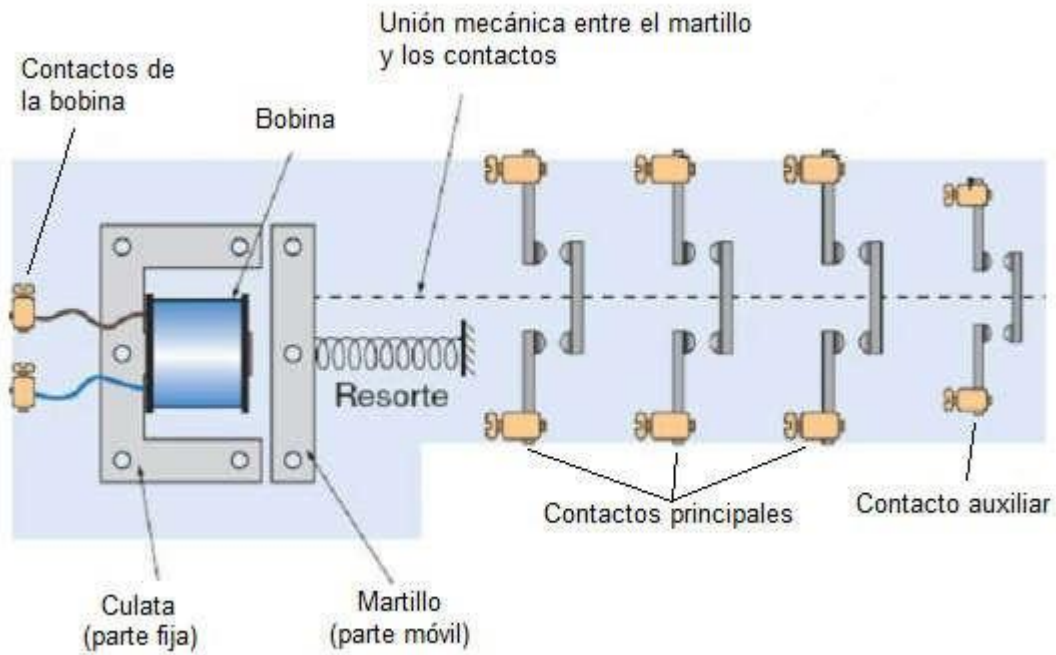 Unión mecánica entre el martillo
y los contactos
Contactos de
la bobina
Bobina
Resorte
Contactos principales
Contacto auxiliar
Culata
(parte fija)
Martillo
(parte móvil)